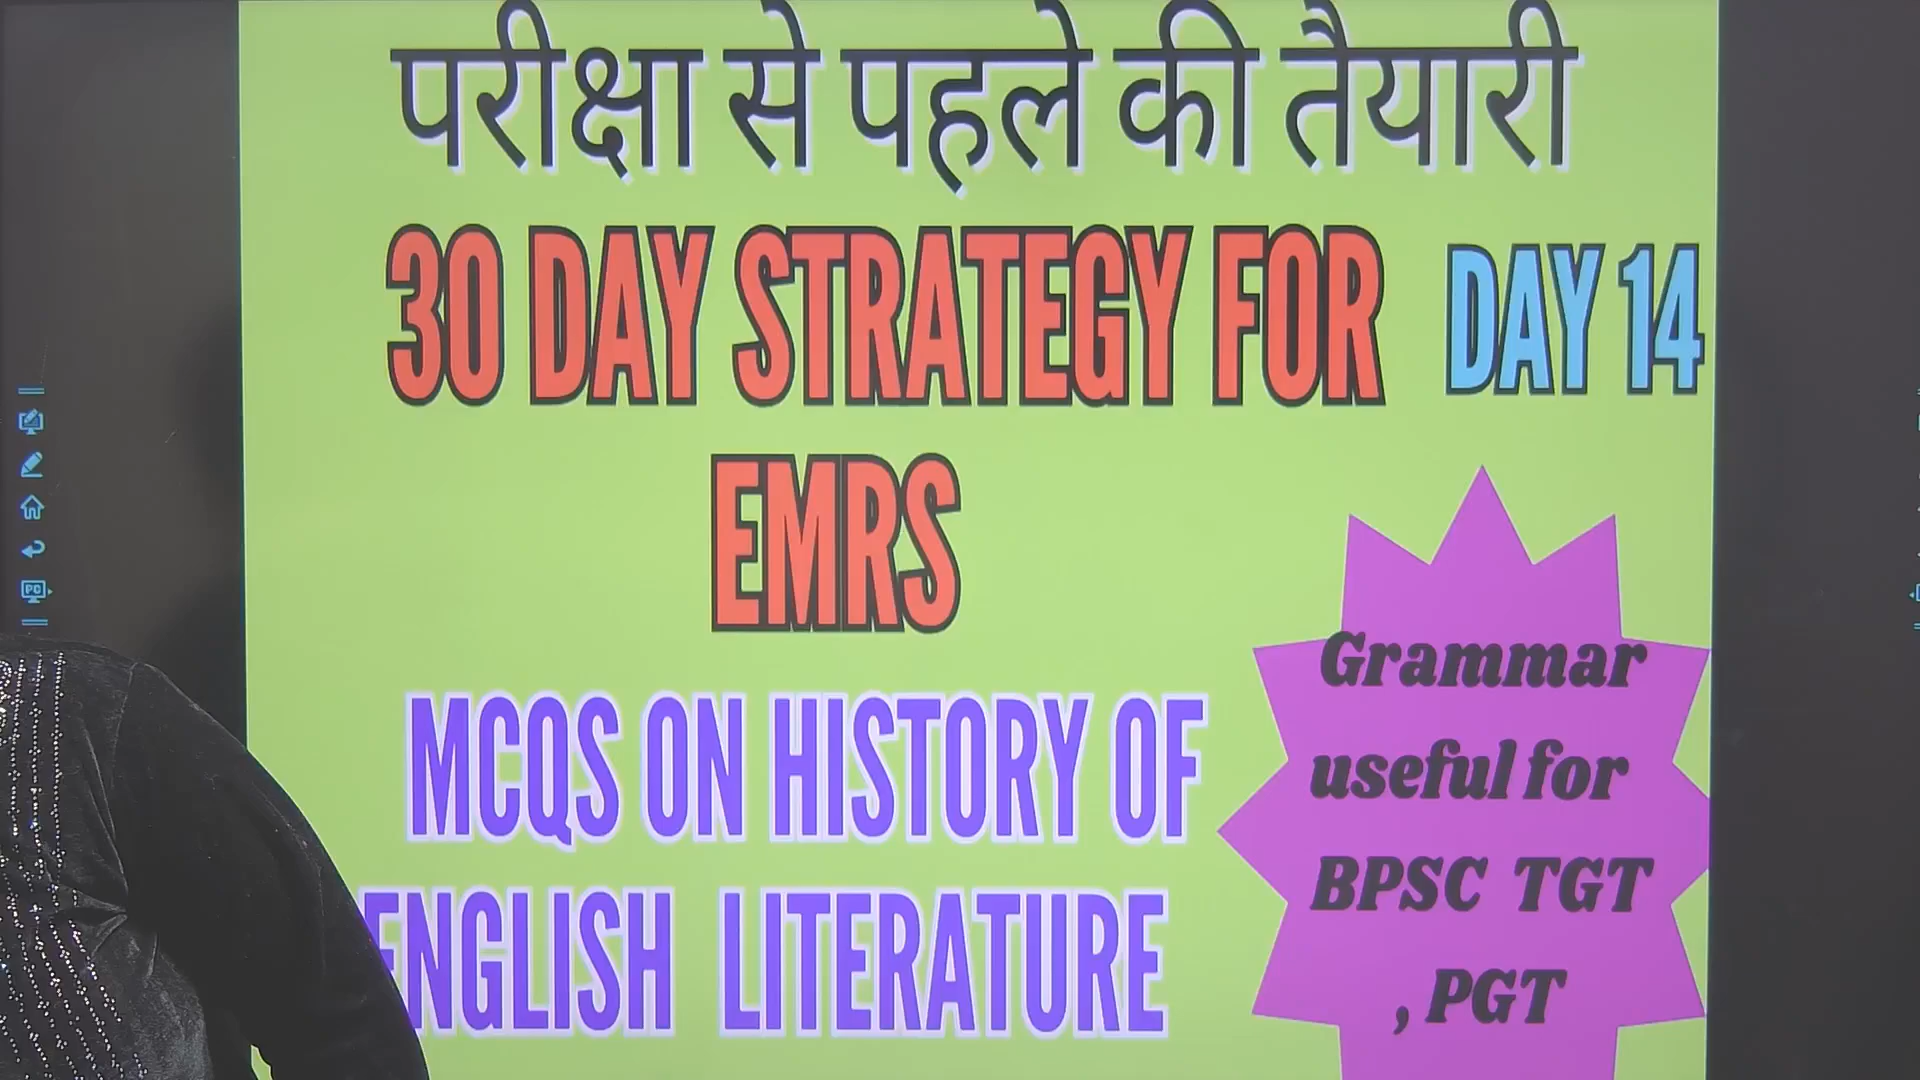 परीक्षा से पहले की तैयारी
30 DAY STRATEGY FOR
DAY 14
EMRS
MCQS ON HISTORY OF
ENGLISH LITERATURE
Grammar
useful for
BPSC TGT
, PGT
PC